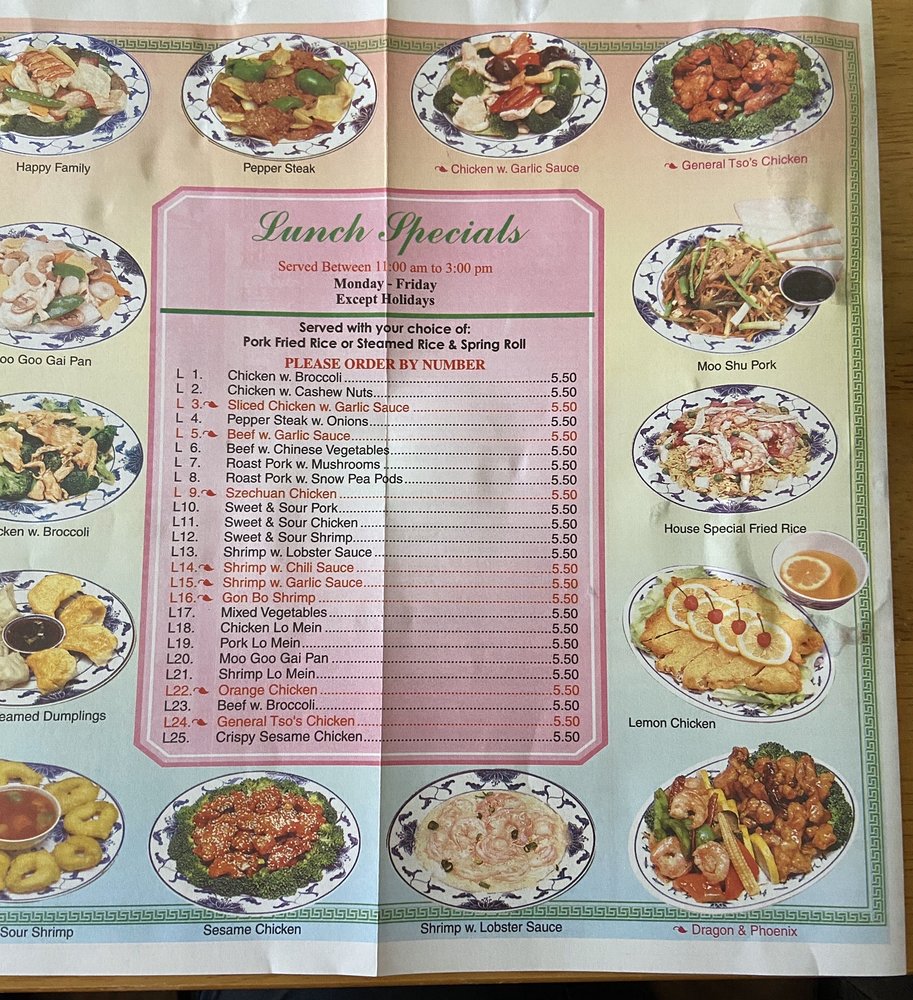 Happy Family
Pepper Steak
Chicken w. Garlic Sauce
General Tso's Chicken
Lunch Specials
Served Between 11:00 am to 3:00 pm
Monday - Friday
Except Holidays
Served with your choice of:
Pork Fried Rice or Steamed Rice & Spring Roll
PLEASE ORDER BY NUMBER
L 1. Chicken w. Broccoli 5.50
L 2. Chicken w. Cashew Nuts 5.50
L 3. Sliced Chicken w. Garlic Sauce 5.50
L 4. Pepper Steak w. Onions 5.50
L 5. Beef w. Garlic Sauce 5.50
L 6. Beef w. Chinese Vegetables 5.50
L 7. Roast Pork w. Mushrooms 5.50
L 8. Roast Pork w. Snow Pea Pods 5.50
L 9. Szechuan Chicken 5.50
L10. Sweet & Sour Pork 5.50
L11. Sweet & Sour Chicken 5.50
L12. Sweet & Sour Shrimp 5.50
L13. Shrimp w. Lobster Sauce 5.50
L14. Shrimp w. Chili Sauce 5.50
L15. Shrimp w. Garlic Sauce 5.50
L16. Gon Bo Shrimp 5.50
L17. Mixed Vegetables 5.50
L18. Chicken Lo Mein 5.50
L19. Pork Lo Mein 5.50
L20. Moo Goo Gai Pan 5.50
L21. Shrimp Lo Mein 5.50
L22. Orange Chicken 5.50
L23. Beef w. Broccoli 5.50
L24. General Tso's Chicken 5.50
L25. Crispy Sesame Chicken 5.50
oo Goo Gai Pan
cken w. Broccoli
eamed Dumplings
Sour Shrimp
Moo Shu Pork
House Special Fried Rice
Lemon Chicken
Sesame Chicken
Shrimp w. Lobster Sauce
Dragon & Phoenix